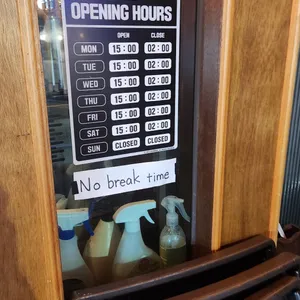 OPENING HOURS
OPEN CLOSE
MON 15:00 02:00
TUE 15:00 02:00
WED 15:00 02:00
THU 15:00 02:00
FRI 15:00 02:00
SAT 15:00 02:00
SUN CLOSED CLOSED
No break time